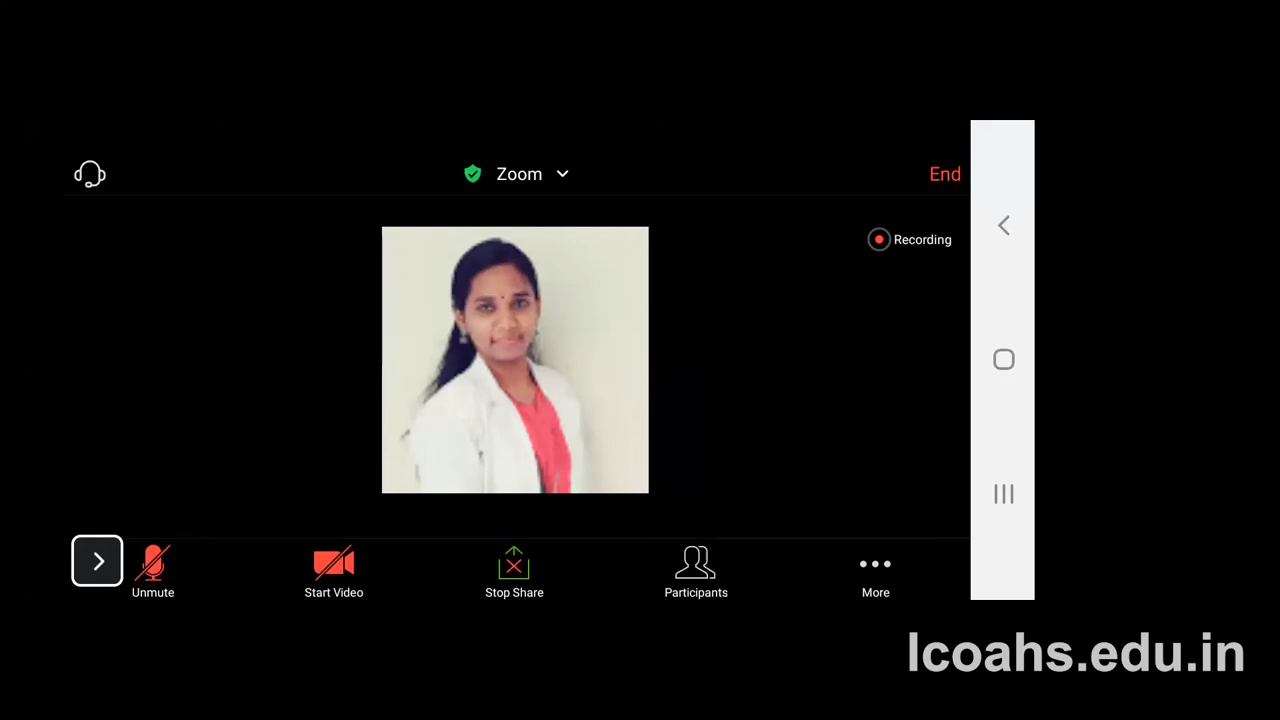 Zoom
End
Recording
Unmute
Start Video
Stop Share
Participants
More
lcoahs.edu.in